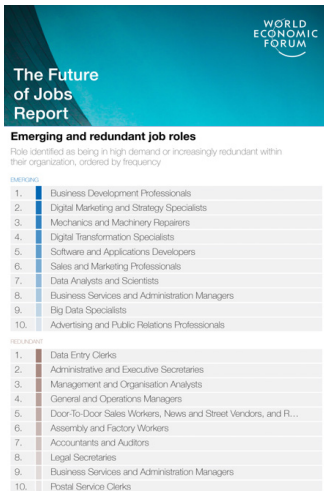 WORLD
ECONOMIC
FORUM
The Future
of Jobs
Report
Emerging and redundant job roles
Role identified as being in high demand or increasingly redundant within
their organization, ordered by frequency
EMERGING
1. Business Development Professionals
2. Digital Marketing and Strategy Specialists
3. Mechanics and Machinery Repairers
4. Digital Transformation Specialists
5. Software and Applications Developers
6. Sales and Marketing Professionals
7. Data Analysts and Scientists
8. Business Services and Administration Managers
9. Big Data Specialists
10. Advertising and Public Relations Professionals
REDUNDANT
1. Data Entry Clerks
2. Administrative and Executive Secretaries
3. Management and Organisation Analysts
4. General and Operations Managers
5. Door-To-Door Sales Workers, News and Street Vendors, and R...
6. Assembly and Factory Workers
7. Accountants and Auditors
8. Legal Secretaries
9. Business Services and Administration Managers
10. Postal Service Clerks